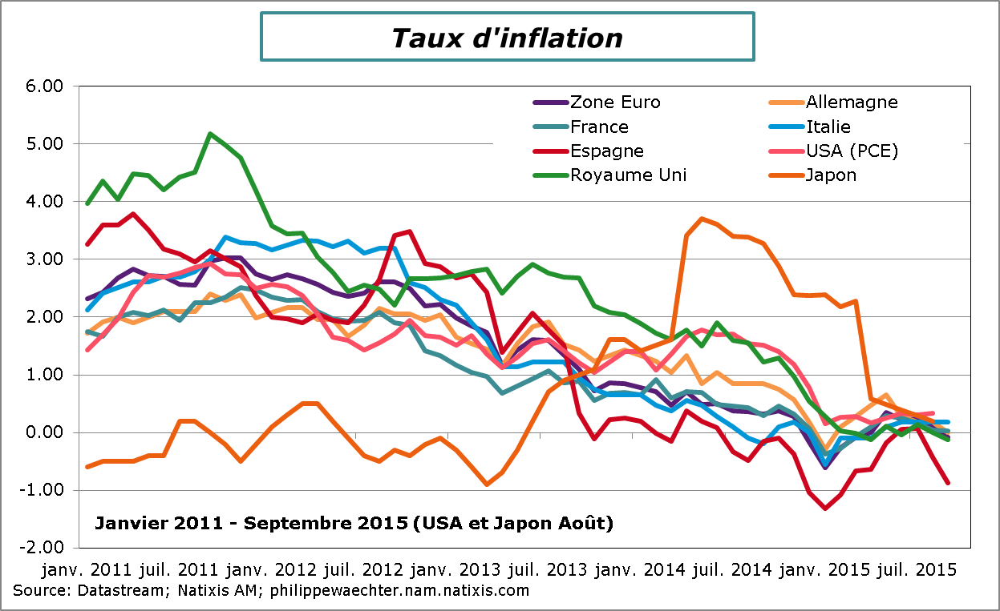 Taux d'inflation
6.00
5.00
4.00
3.00
2.00
1.00
0.00
-1.00
-2.00
Zone Euro
Allemagne
France
Italie
Espagne
USA (PCE)
Royaume Uni
Japon
Janvier 2011 - Septembre 2015 (USA et Japon Août)
janv. 2011 juil. 2011 janv. 2012 juil. 2012 janv. 2013 juil. 2013 janv. 2014 juil. 2014 janv. 2015 juil. 2015
Source: Datastream; Natixis AM; philippewaechter.nam.natixis.com